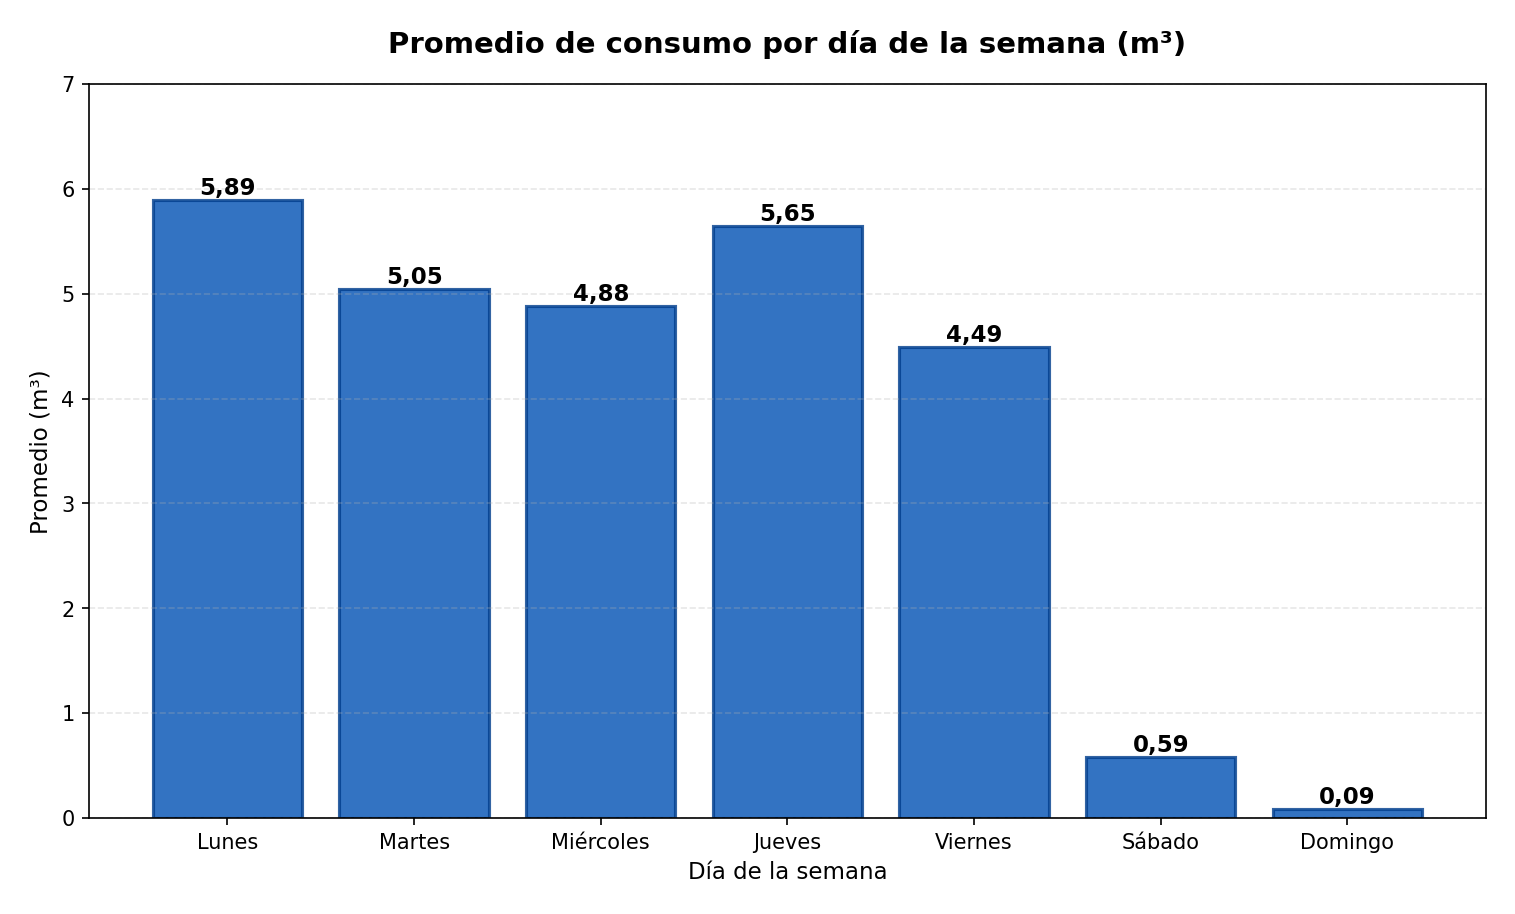 Promedio de consumo por día de la semana (m³)
Promedio (m³)
7
6
5
4
3
2
1
0
5,89
5,05
4,88
5,65
4,49
0,59
0,09
Lunes
Martes
Miércoles
Jueves
Viernes
Sábado
Domingo
Día de la semana